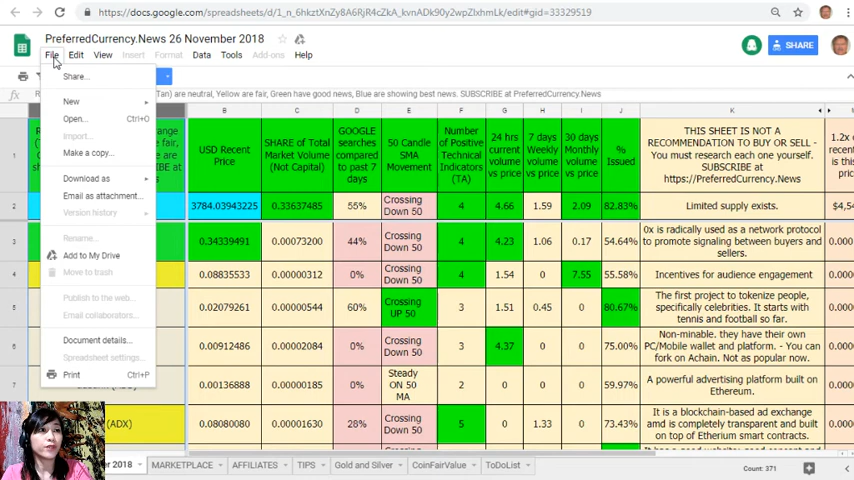 https://docs.google.com/spreadsheets/d/1_n_6hkztXnZy8A6RjR4cZkA_kvnADk90y2wpZIxhmLk/edit#gid=33329519
PreferredCurrency.News 26 November 2018
SHARE
File Edit View Insert Format Data Tools Add-ons Help
Tan) are neutral, Yellow are fair, Green have good news, Blue are showing best news. SUBSCRIBE at PreferredCurrency.News
Share...
New
Open... Ctrl+O
Import...
Make a copy...
Download as
Email as attachment...
Version history
Rename...
Add to My Drive
Move to trash
Publish to the web...
Email collaborators...
Document details...
Spreadsheet settings...
Print Ctrl+P
B C D E F G H I J K
1
USD Recent
Price
SHARE of Total
Market Volume
(Not Capital)
GOOGLE
searches
compared
to past 7
days
50 Candle
SMA
Movement
Number of
Positive
Technical
Indicators
(TA)
24 hrs
current
volume
vs price
7 days
Weekly
volume
vs price
30 days
Monthly
volume
vs price
%
Issued
THIS SHEET IS NOT A
RECOMMENDATION TO BUY OR SELL -
You must research each one yourself.
SUBSCRIBE at
https://PreferredCurrency.News
1.2x
2 3784.03943225 0.33637485 55% Crossing Down 50 4 4.66 1.59 2.09 82.83% Limited supply exists.
3 0.34339491 0.00073200 44% Crossing Down 50 4 4.23 1.06 0.17 54.64% 0x is radically used as a network protocol to promote signaling between buyers and sellers.
4 0.08835533 0.00000312 0% Crossing Down 50 4 1.54 0 7.55 55.58% Incentives for audience engagement
5 0.02079261 0.00000544 60% Crossing UP 50 3 1.51 0.45 0 80.67% The first project to tokenize people, specifically celebrities. It starts with tennis and football so far.
6 0.00912486 0.00002084 0% Crossing Down 50 3 4.37 0 0 75.00% Non-minable. they have their own PC/Mobile wallet and platform. - You can fork on Achain. Not as popular now.
7 0.00136888 0.00000185 0% Steady ON 50 MA 2 0 0 0 59.97% A powerful advertising platform built on Ethereum.
(ADX) 0.08080080 0.00001630 28% Crossing Down 50 5 0 1.33 0 73.43% It is a blockchain-based ad exchange amd is completely transparent and built on top of Etherium smart contracts.
Crossing
2018 MARKETPLACE AFFILIATES TIPS Gold and Silver CoinFairValue ToDoList
Count: 371